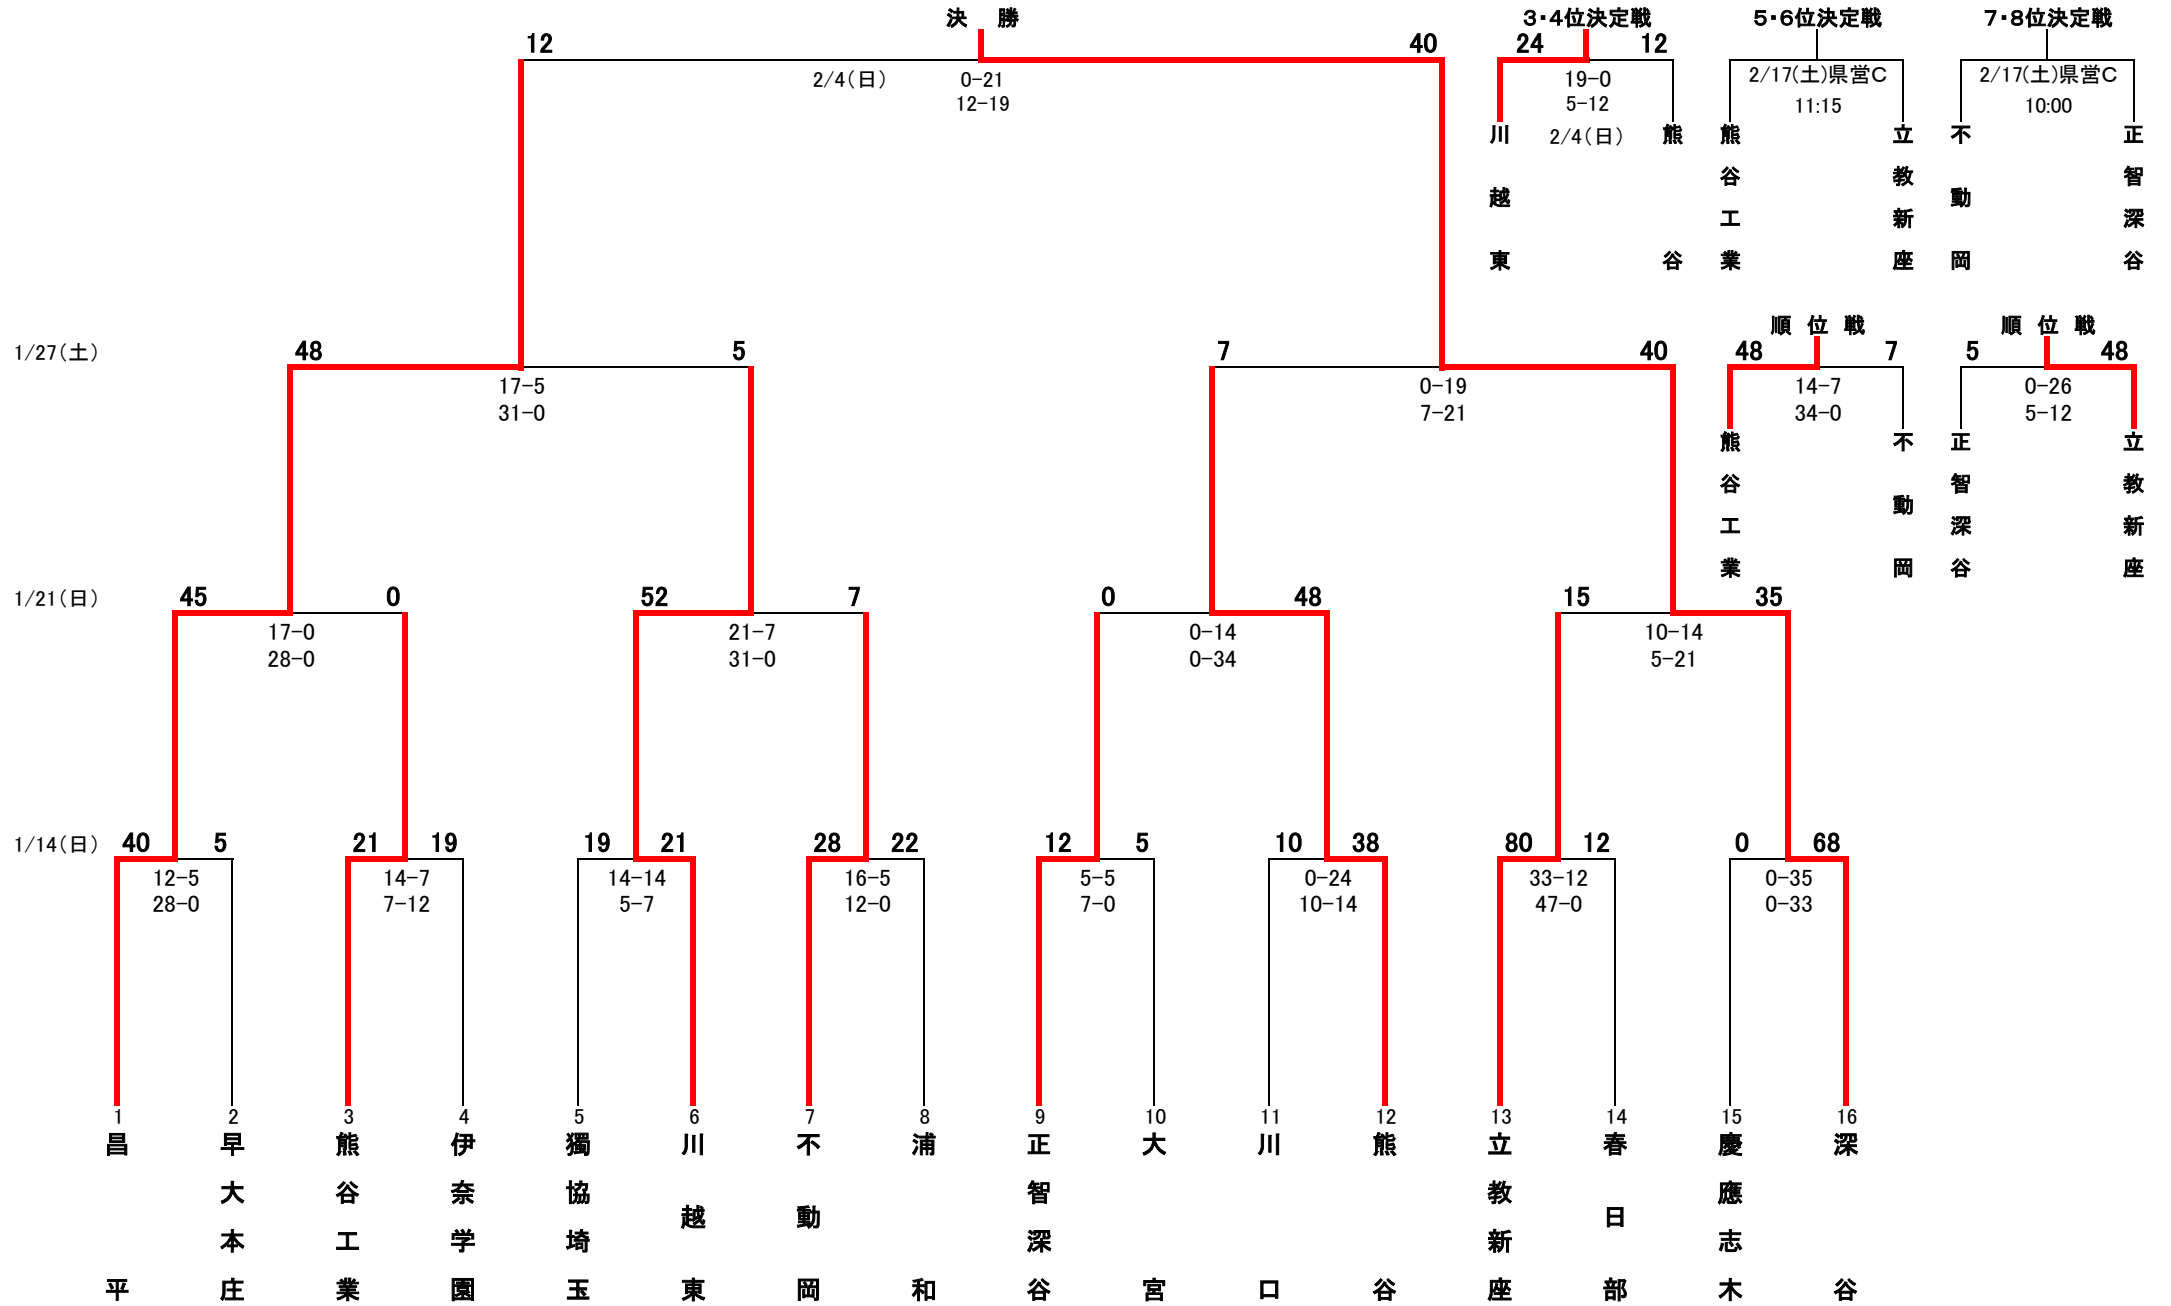 決 勝
3・4位決定戦
5・6位決定戦
7・8位決定戦
12 40
24 12
2/4(日)
0-21
12-19
19-0
5-12
2/4(日)
2/17(土)県営C
11:15
2/17(土)県営C
10:00
川越東
熊谷
熊谷工業
立教新座
不動岡
正智深谷
順 位 戦
順 位 戦
1/27(土)
48 5
7 40
48 7
5 48
17-5
31-0
0-19
7-21
14-7
34-0
0-26
5-12
熊谷工業
不動岡
正智深谷
立教新座
1/21(日)
45 0
52 7
0 48
15 35
17-0
28-0
21-7
31-0
0-14
0-34
10-14
5-21
1/14(日)
40 5
21 19
19 21
28 22
12 5
10 38
80 12
0 68
12-5
28-0
14-7
7-12
14-14
5-7
16-5
12-0
5-5
7-0
0-24
10-14
33-12
47-0
0-35
0-33
1 2 3 4 5 6 7 8 9 10 11 12 13 14 15 16
昌平
早大本庄
熊谷工業
伊奈学園
獨協埼玉
川越東
不動岡
浦和
正智深谷
大宮
川口
熊谷
立教新座
春日部
慶應志木
深谷